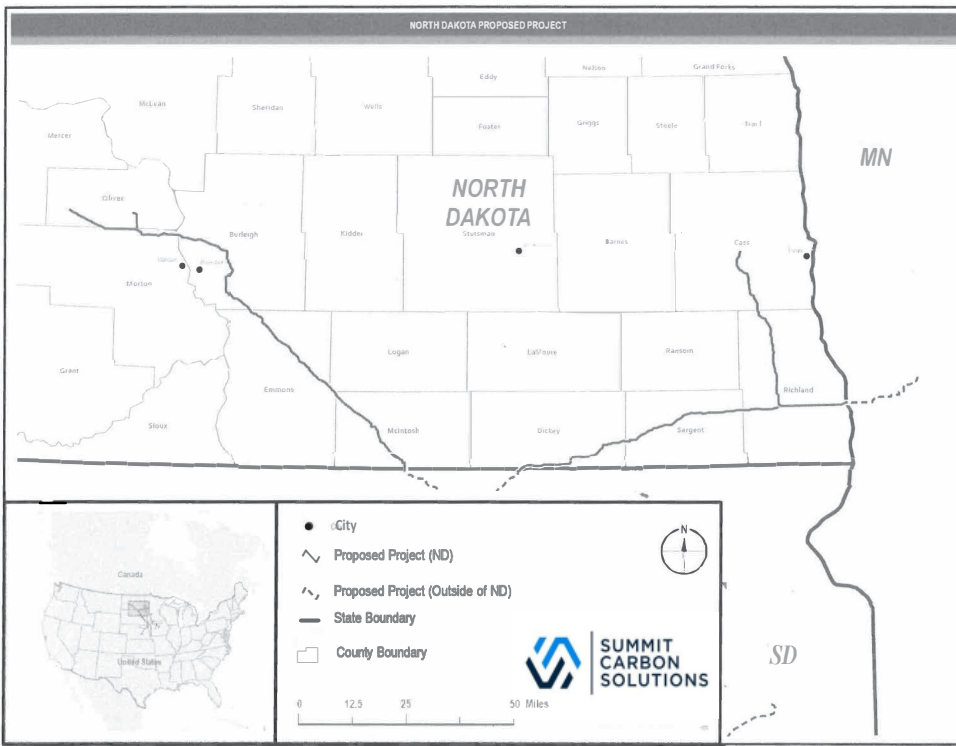 NORTH DAKOTA PROPOSED PROJECT
Nelson
Grand Forks
Eddy
McLean
Sheridan
Wells
Foster
Griggs
Steele
Mercer
MN
NORTH
DAKOTA
Oliver
Burleigh
Kidder
Stutsman
Barnes
Cass
Morton
Logan
LaMoure
Ransom
Grant
Emmons
Richland
Sioux
McIntosh
Dickey
Sargent
City
Proposed Project (ND)
Proposed Project (Outside of ND)
State Boundary
County Boundary
N
0 12.5 25 50 Miles
SUMMIT
CARBON
SOLUTIONS
SD
Canada
United States